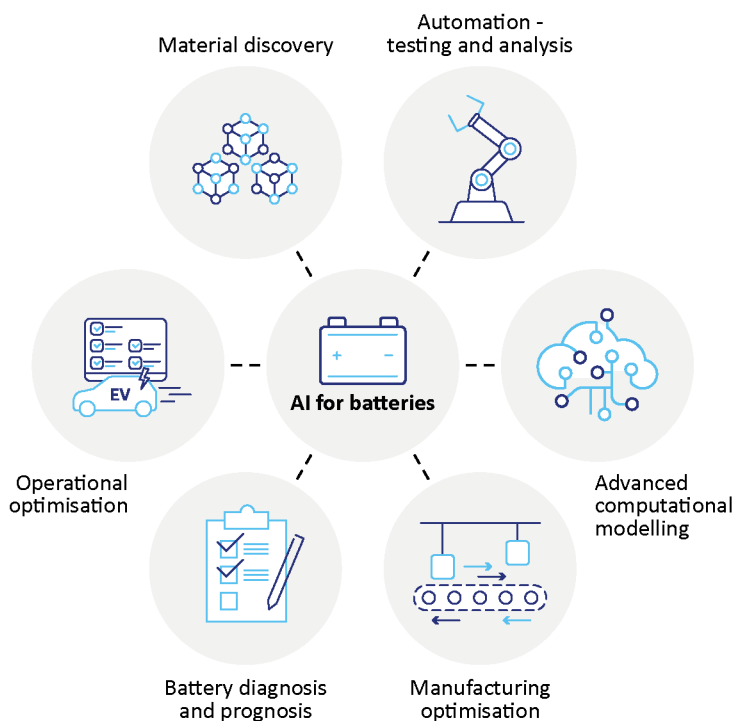 Material discovery
Automation -
testing and analysis
+ −
AI for batteries
EV
Operational
optimisation
Advanced
computational
modelling
Battery diagnosis
and prognosis
Manufacturing
optimisation